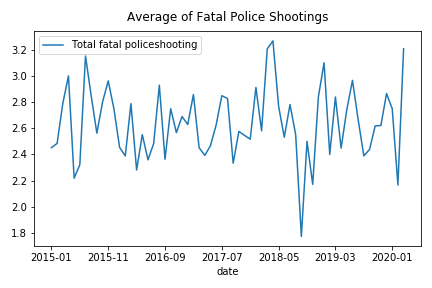 Average of Fatal Police Shootings
Total fatal policeshooting
3.2
3.0
2.8
2.6
2.4
2.2
2.0
1.8
2015-01 2015-11 2016-09 2017-07 2018-05 2019-03 2020-01
date